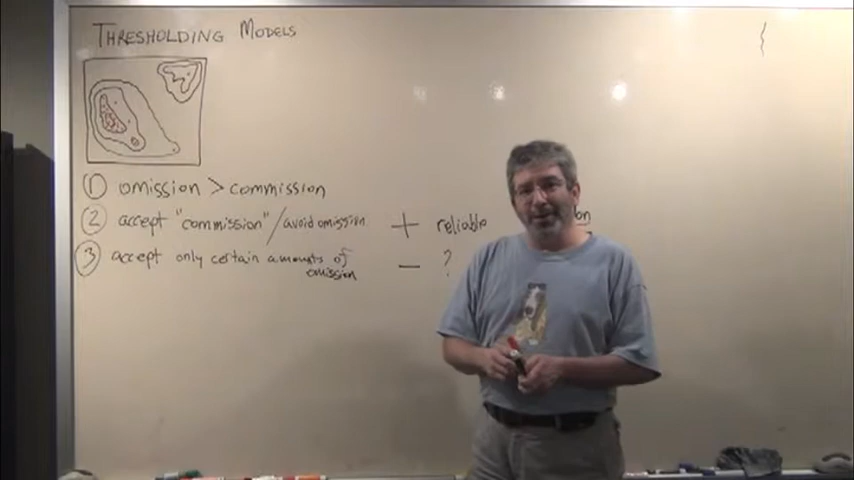 THRESHOLDING MODELS
① omission > commission
② accept "commission"/avoid omission + reliable
③ accept only certain amounts of omission - ?